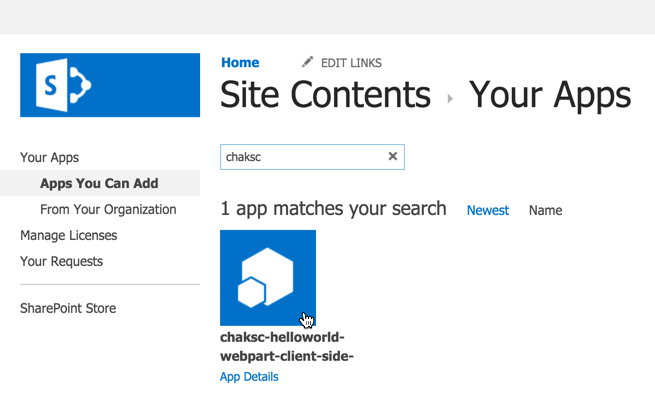 Home EDIT LINKS
Site Contents Your Apps
Your Apps
Apps You Can Add
From Your Organization
Manage Licenses
Your Requests
SharePoint Store
chaksc
1 app matches your search Newest Name
chaksc-helloworld-
webpart-client-side-
App Details